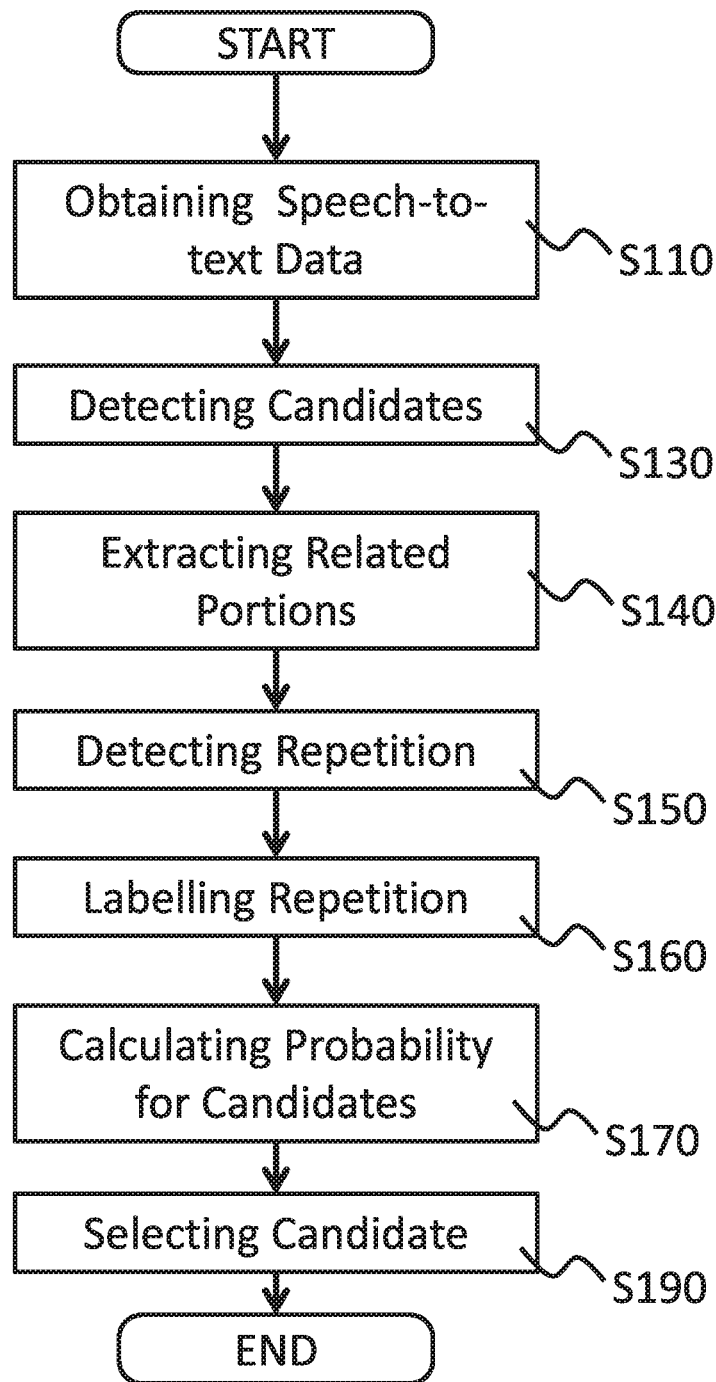 START
Obtaining Speech-to-
text Data
S110
Detecting Candidates
S130
Extracting Related
Portions
S140
Detecting Repetition
S150
Labelling Repetition
S160
Calculating Probability
for Candidates
S170
Selecting Candidate
S190
END